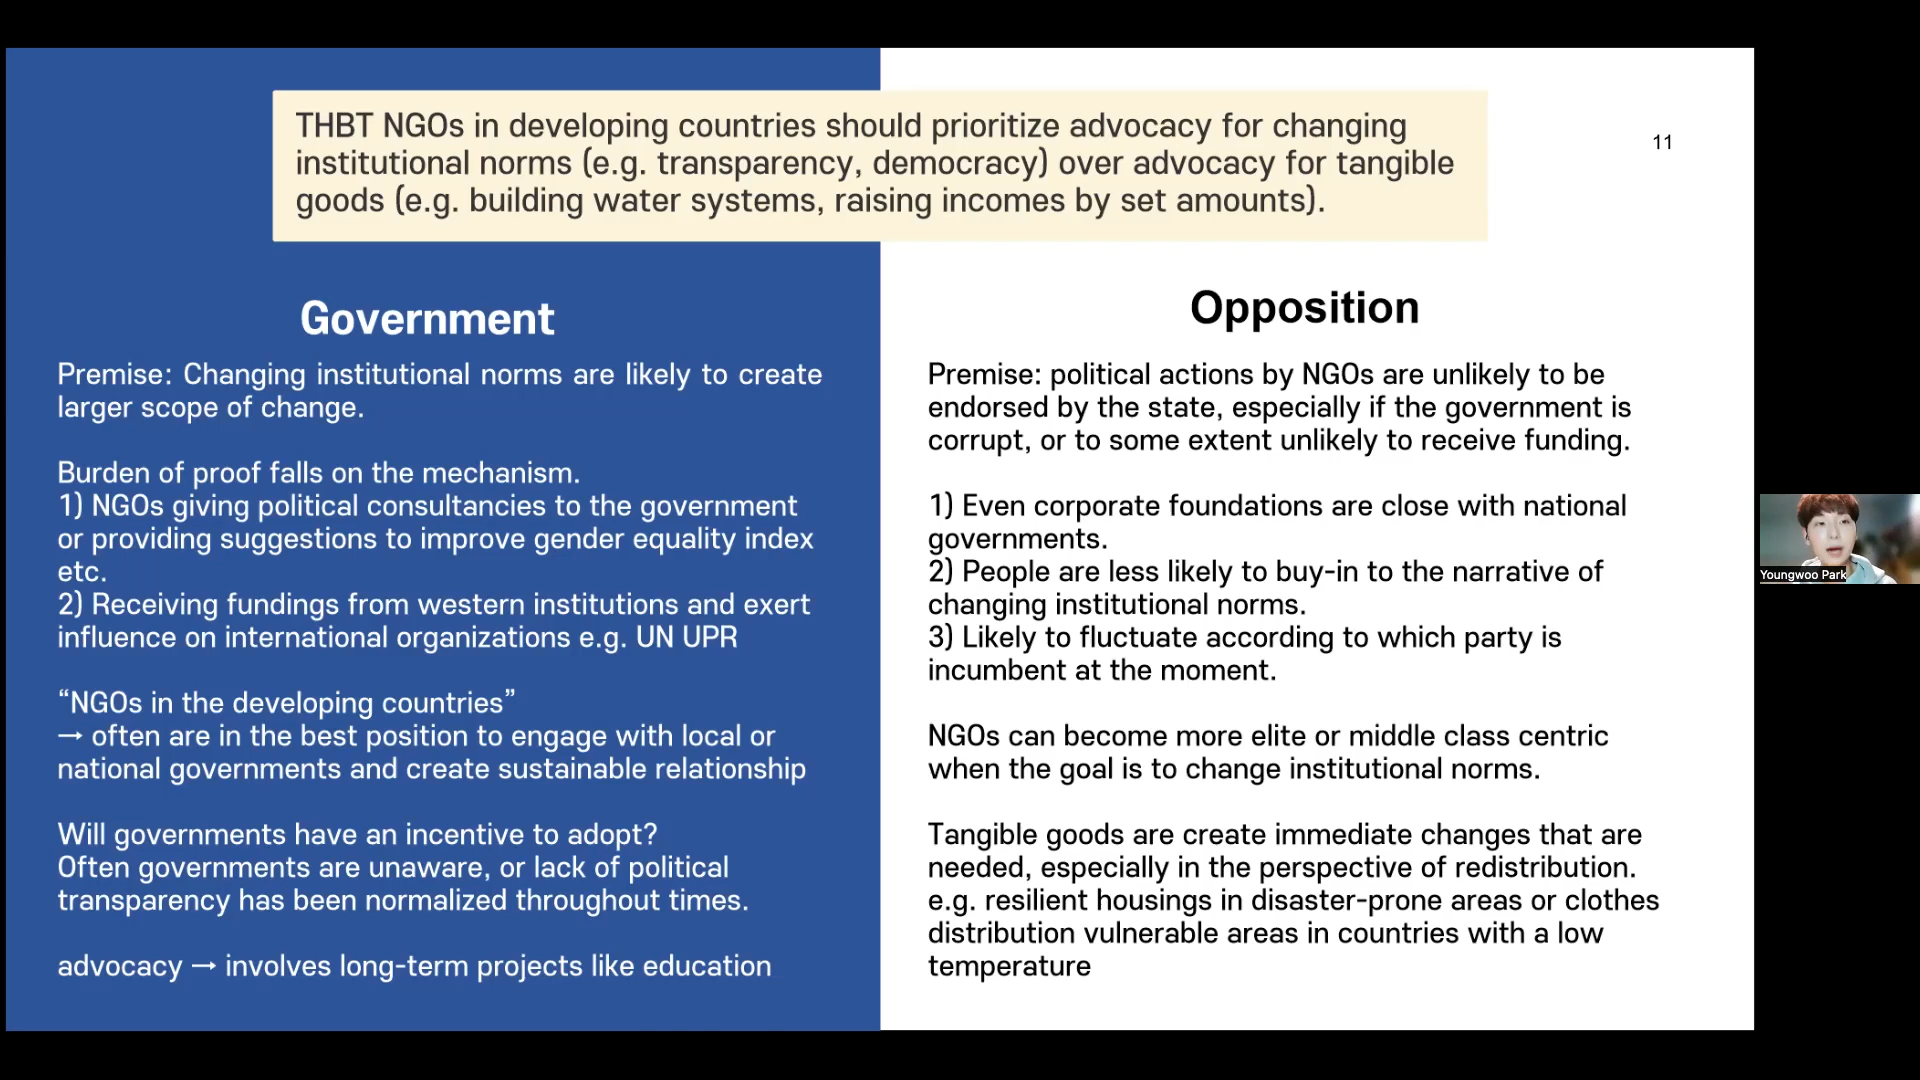 THBT NGOs in developing countries should prioritize advocacy for changing
institutional norms (e.g. transparency, democracy) over advocacy for tangible
goods (e.g. building water systems, raising incomes by set amounts).
11
Government
Premise: Changing institutional norms are likely to create
larger scope of change.
Burden of proof falls on the mechanism.
1) NGOs giving political consultancies to the government
or providing suggestions to improve gender equality index
etc.
2) Receiving fundings from western institutions and exert
influence on international organizations e.g. UN UPR
“NGOs in the developing countries”
→ often are in the best position to engage with local or
national governments and create sustainable relationship
Will governments have an incentive to adopt?
Often governments are unaware, or lack of political
transparency has been normalized throughout times.
advocacy → involves long-term projects like education
Opposition
Premise: political actions by NGOs are unlikely to be
endorsed by the state, especially if the government is
corrupt, or to some extent unlikely to receive funding.
1) Even corporate foundations are close with national
governments.
2) People are less likely to buy-in to the narrative of
changing institutional norms.
3) Likely to fluctuate according to which party is
incumbent at the moment.
NGOs can become more elite or middle class centric
when the goal is to change institutional norms.
Tangible goods are create immediate changes that are
needed, especially in the perspective of redistribution.
e.g. resilient housings in disaster-prone areas or clothes
distribution vulnerable areas in countries with a low
temperature
Youngwoo Park